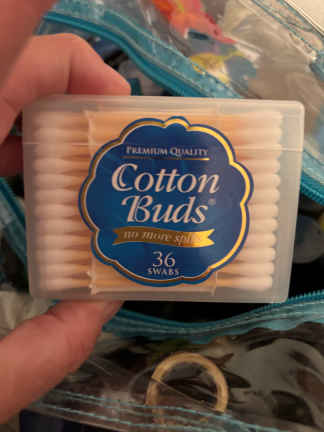 PREMIUM QUALITY
Cotton
Buds®
no more spills
36
SWABS